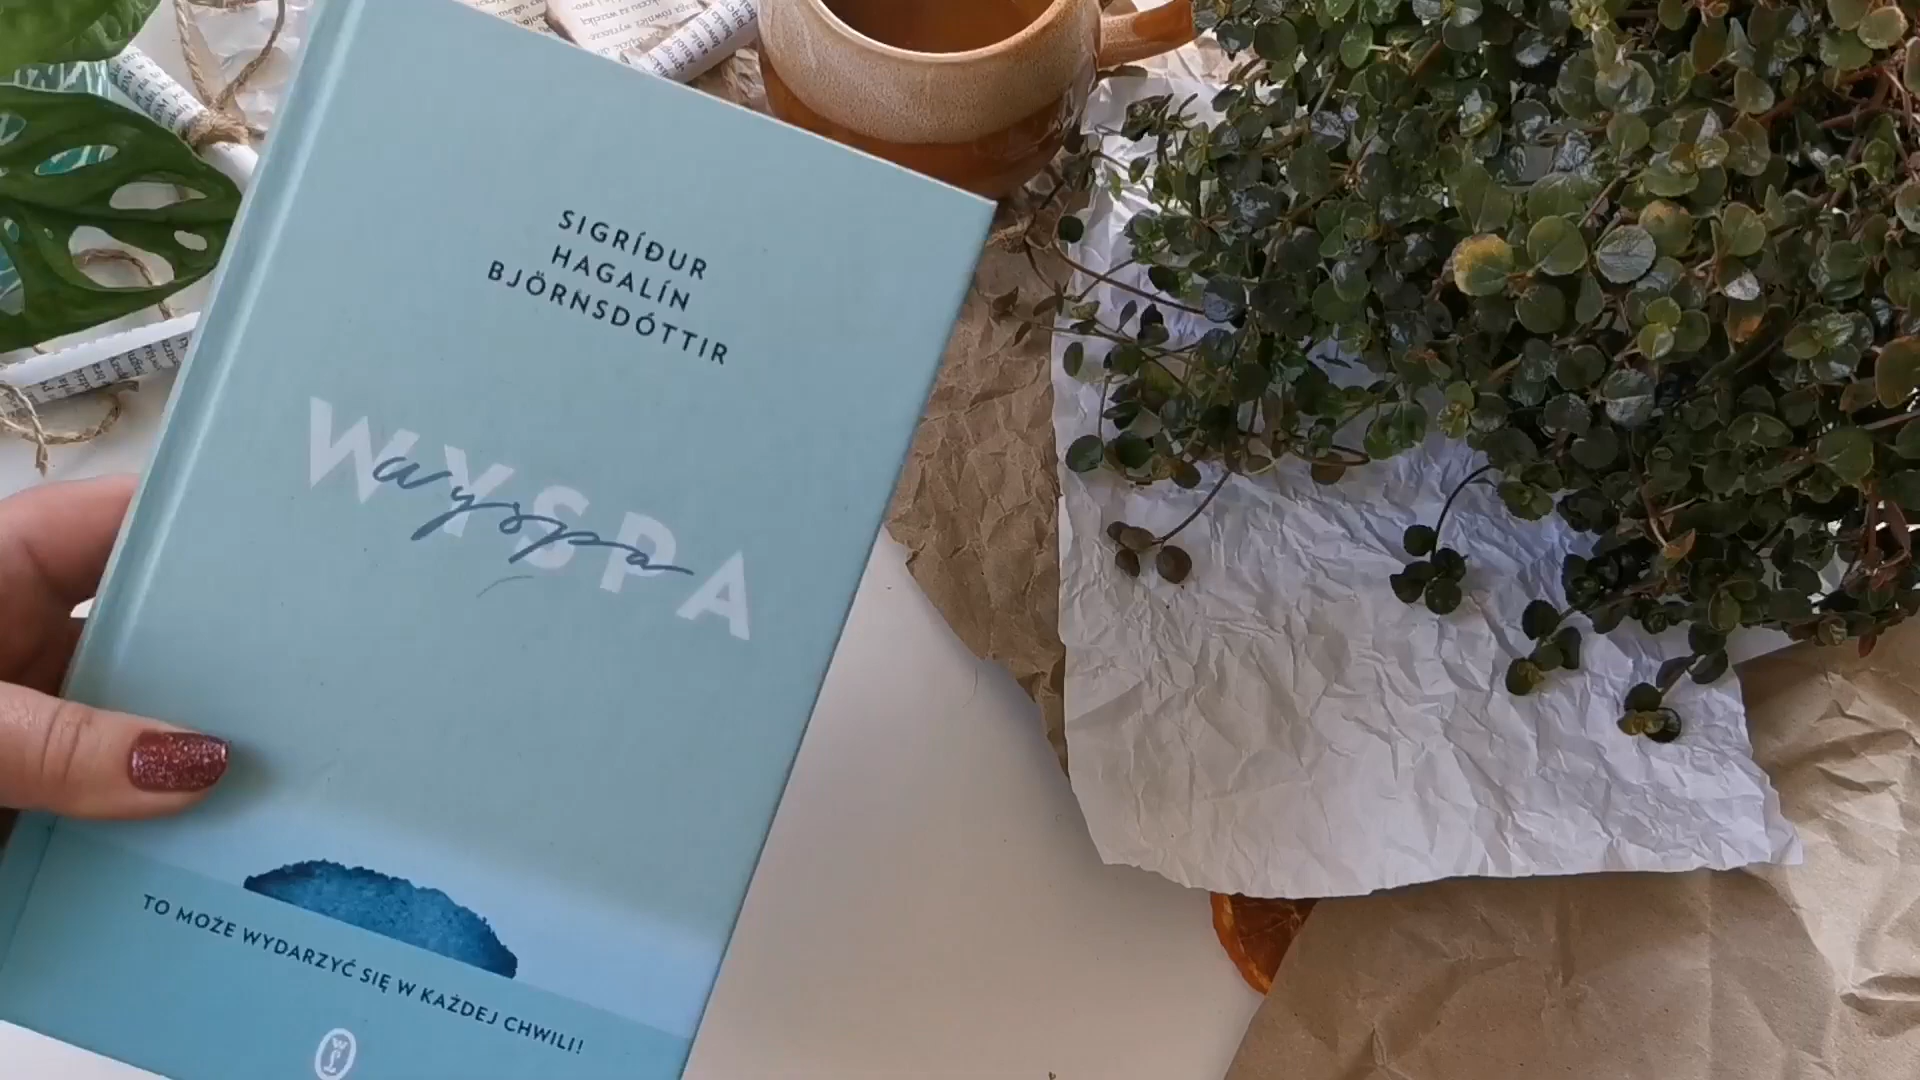 SIGRÍÐUR
HAGALÍN
BJÖRNSDÓTTIR
WYSPA
wyspa
TO MOŻE WYDARZYĆ SIĘ W KAŻDEJ CHWILI!